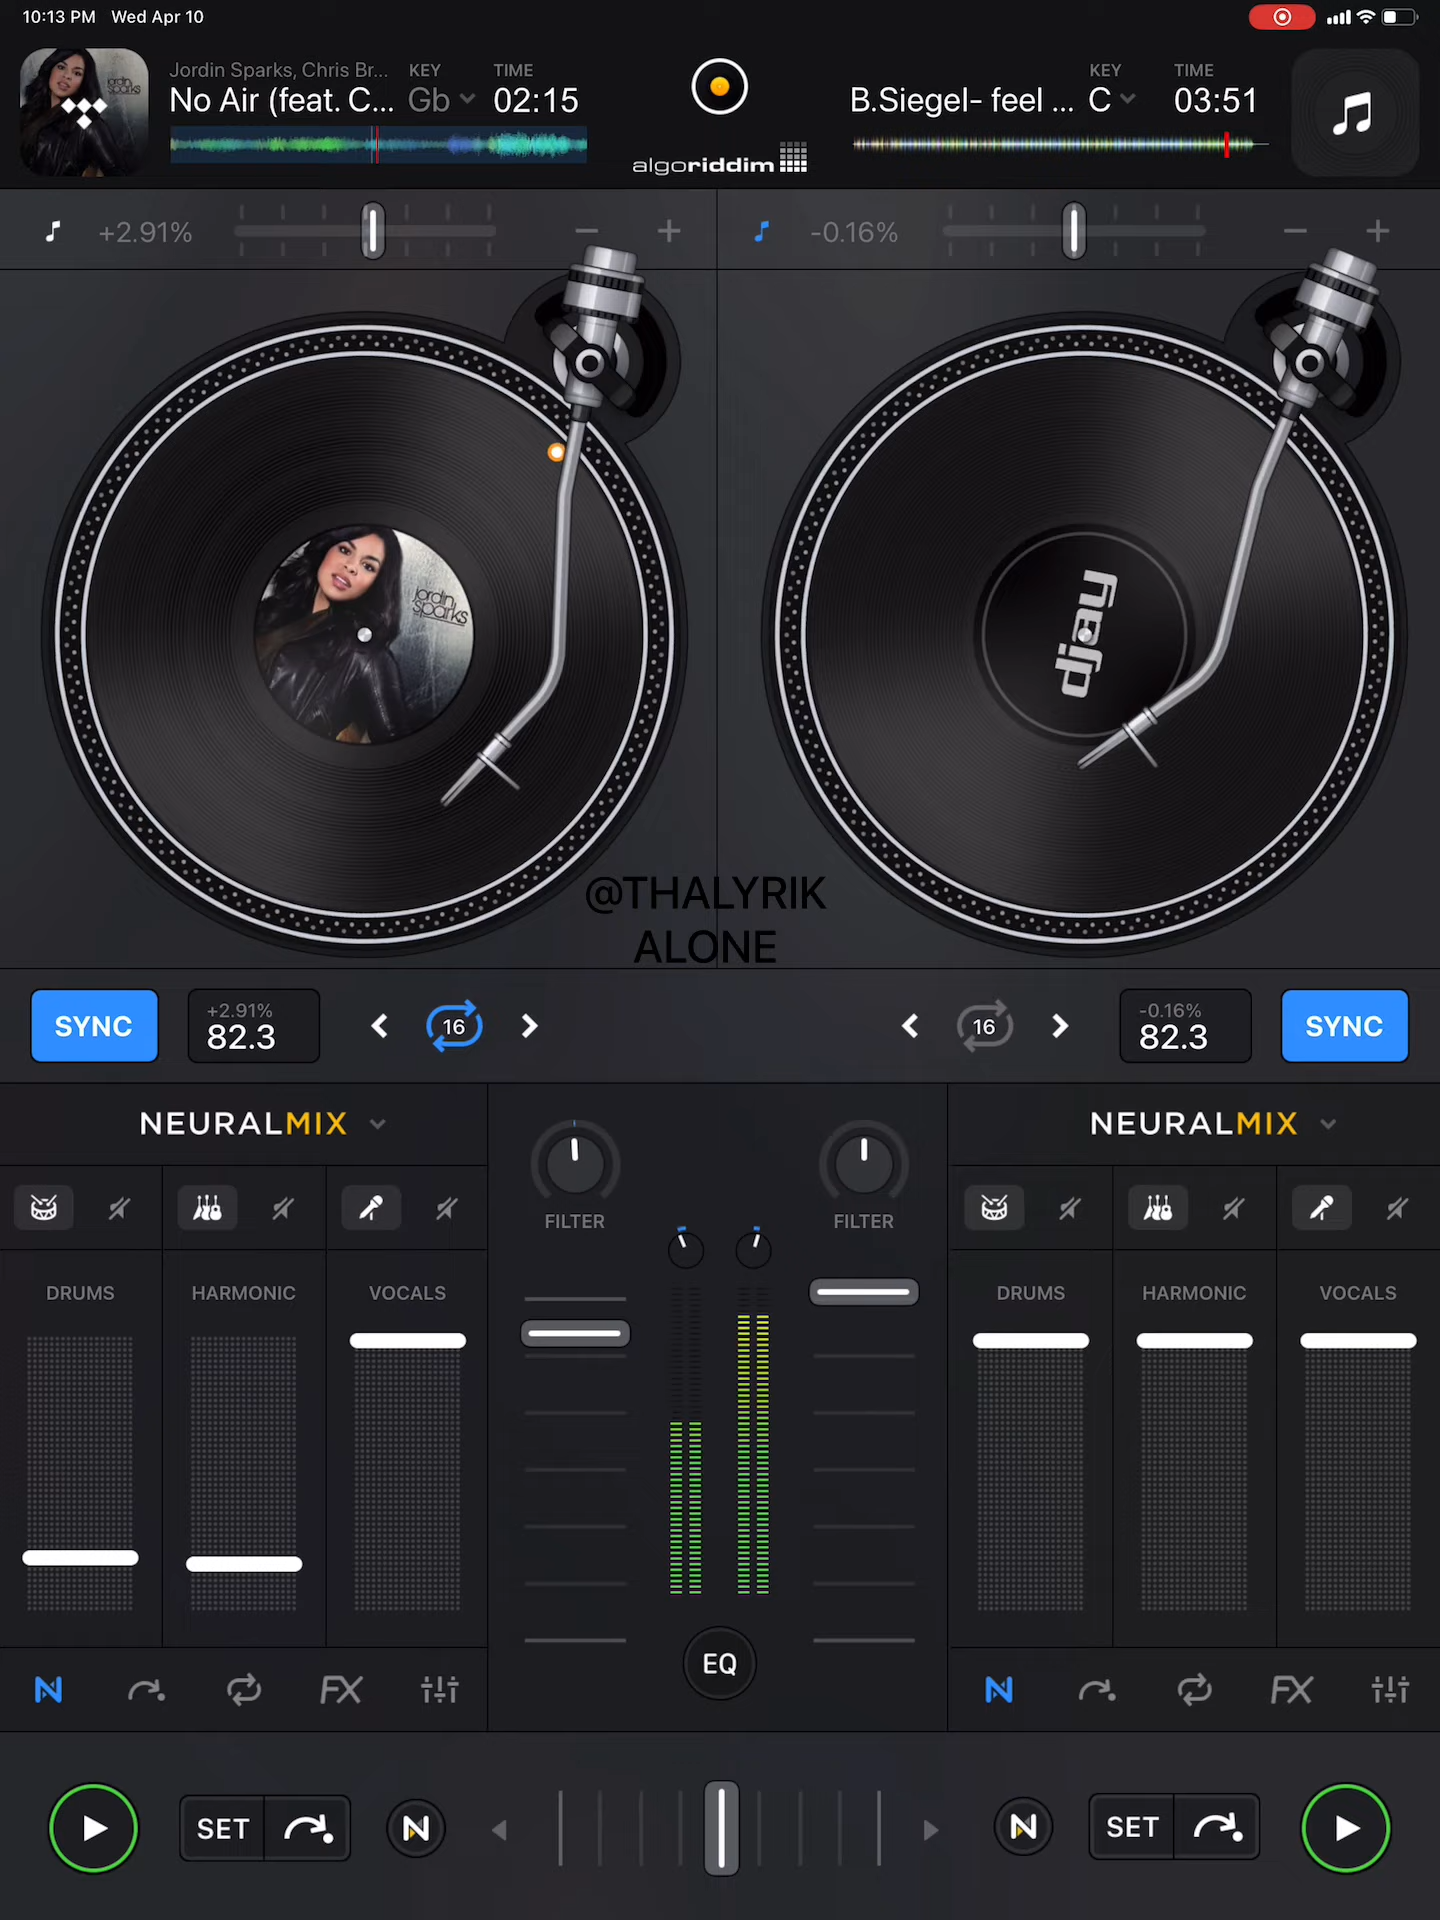 10:13 PM Wed Apr 10
Jordin Sparks, Chris Br... KEY TIME
No Air (feat. C... Gb 02:15
algoriddim
KEY TIME
B.Siegel- feel ... C 03:51
+2.91%
-0.16%
jordin
sparks
djay
@THALYRIK
ALONE
SYNC +2.91% 82.3 16
16 -0.16% 82.3 SYNC
NEURALMIX
DRUMS HARMONIC VOCALS
FILTER FILTER
EQ
NEURALMIX
DRUMS HARMONIC VOCALS
FX
FX
SET
SET